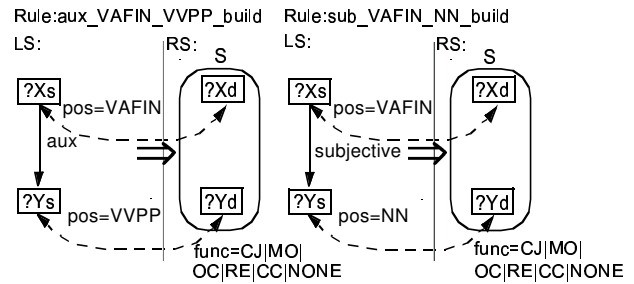 Rule:aux_VAFIN_VVPP_build
LS:
RS:
S
?Xs
?Xd
pos=VAFIN
aux
?Ys
?Yd
pos=VVPP
func=CJ|MO|
OC|RE|CC|NONE
Rule:sub_VAFIN_NN_build
LS:
RS:
S
?Xs
?Xd
pos=VAFIN
subjective
?Ys
?Yd
pos=NN
func=CJ|MO|
OC|RE|CC|NONE